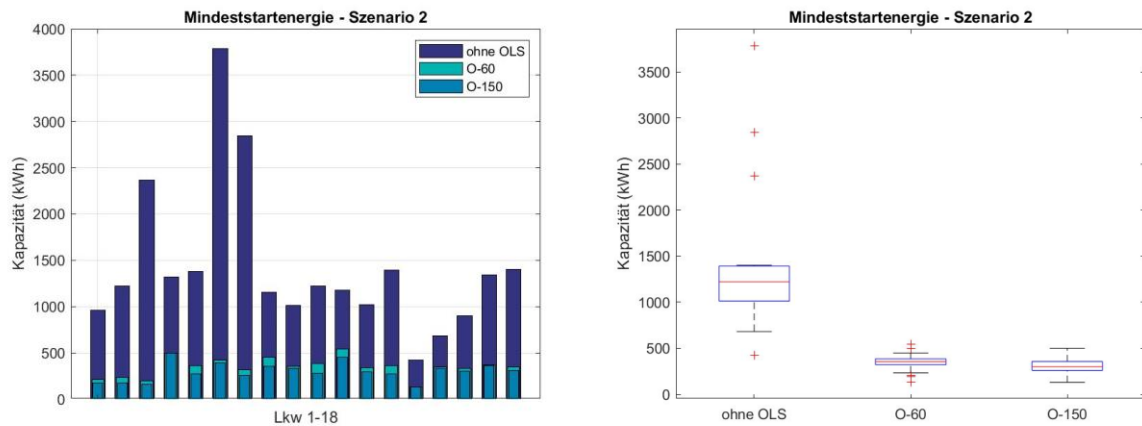 Mindeststartenergie - Szenario 2
4000
3500
3000
2500
2000
1500
1000
500
0
Kapazität (kWh)
Lkw 1-18
ohne OLS
O-60
O-150
Mindeststartenergie - Szenario 2
3500
3000
2500
2000
1500
1000
500
0
Kapazität (kWh)
ohne OLS
O-60
O-150